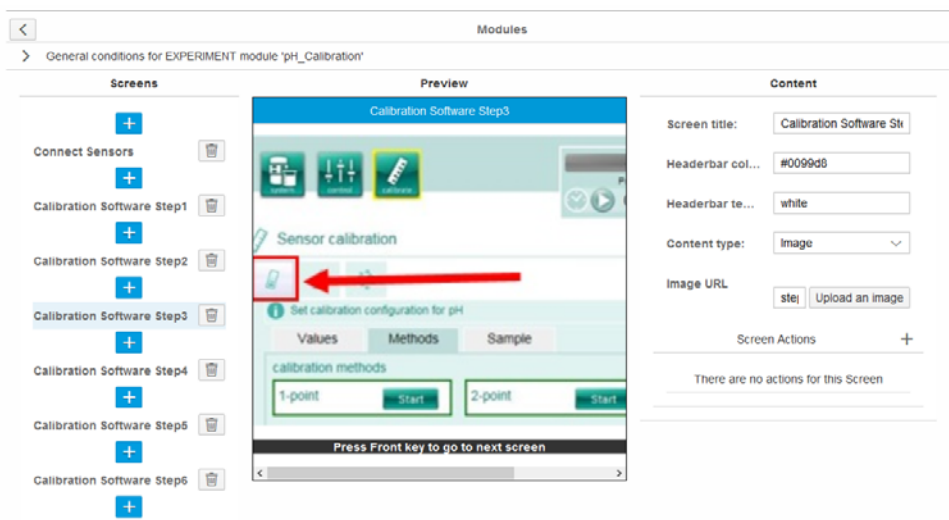 Modules
General conditions for EXPERIMENT module 'pH_Calibration'
Screens
Connect Sensors
Calibration Software Step1
Calibration Software Step2
Calibration Software Step3
Calibration Software Step4
Calibration Software Step5
Calibration Software Step6
Preview
Calibration Software Step3
system
control
calibrate
Sensor calibration
Set calibration configuration for pH
Values Methods Sample
calibration methods
1-point Start 2-point Start
Press Front key to go to next screen
Content
Screen title: Calibration Software Ste
Headerbar col... #0099d8
Headerbar te... white
Content type: Image
Image URL
step Upload an image
Screen Actions
There are no actions for this Screen